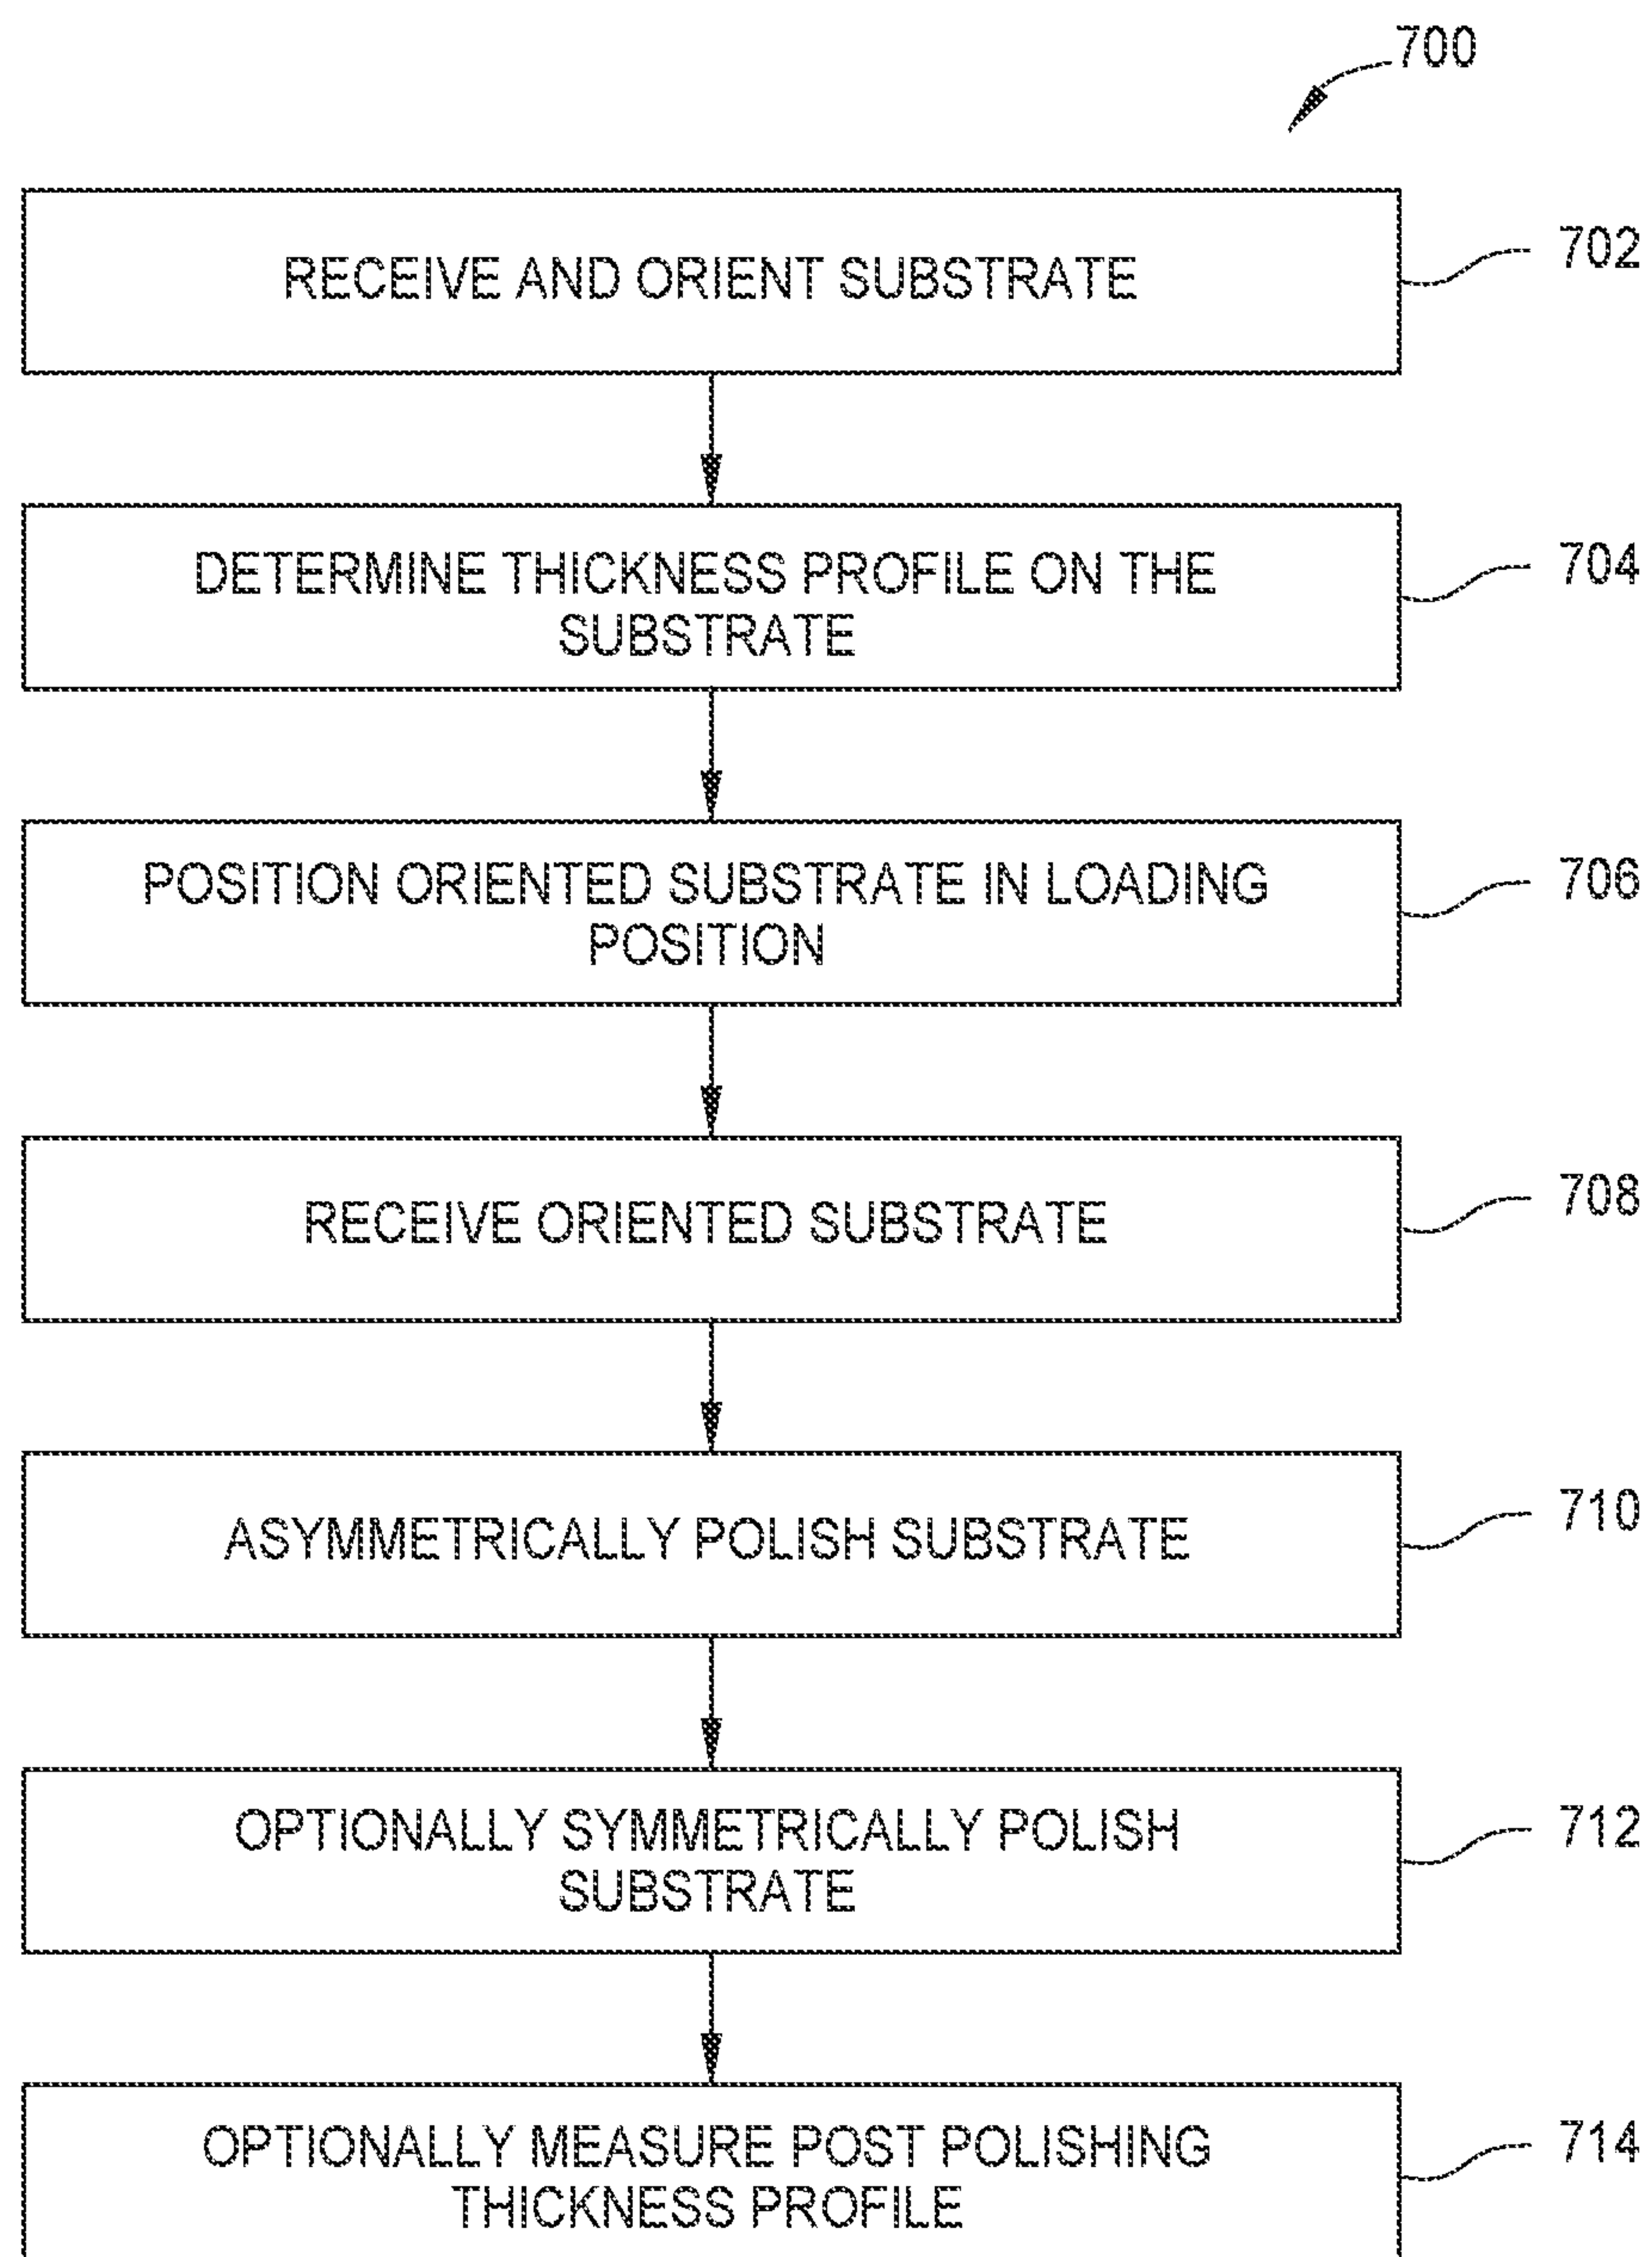 700
RECEIVE AND ORIENT SUBSTRATE
702
DETERMINE THICKNESS PROFILE ON THE
SUBSTRATE
704
POSITION ORIENTED SUBSTRATE IN LOADING
POSITION
706
RECEIVE ORIENTED SUBSTRATE
708
ASYMMETRICALLY POLISH SUBSTRATE
710
OPTIONALLY SYMMETRICALLY POLISH
SUBSTRATE
712
OPTIONALLY MEASURE POST POLISHING
THICKNESS PROFILE
714